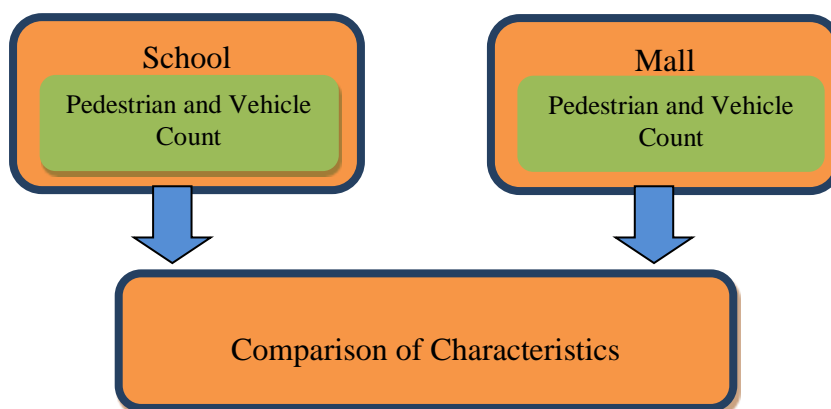 School
Pedestrian and Vehicle
Count
Mall
Pedestrian and Vehicle
Count
Comparison of Characteristics